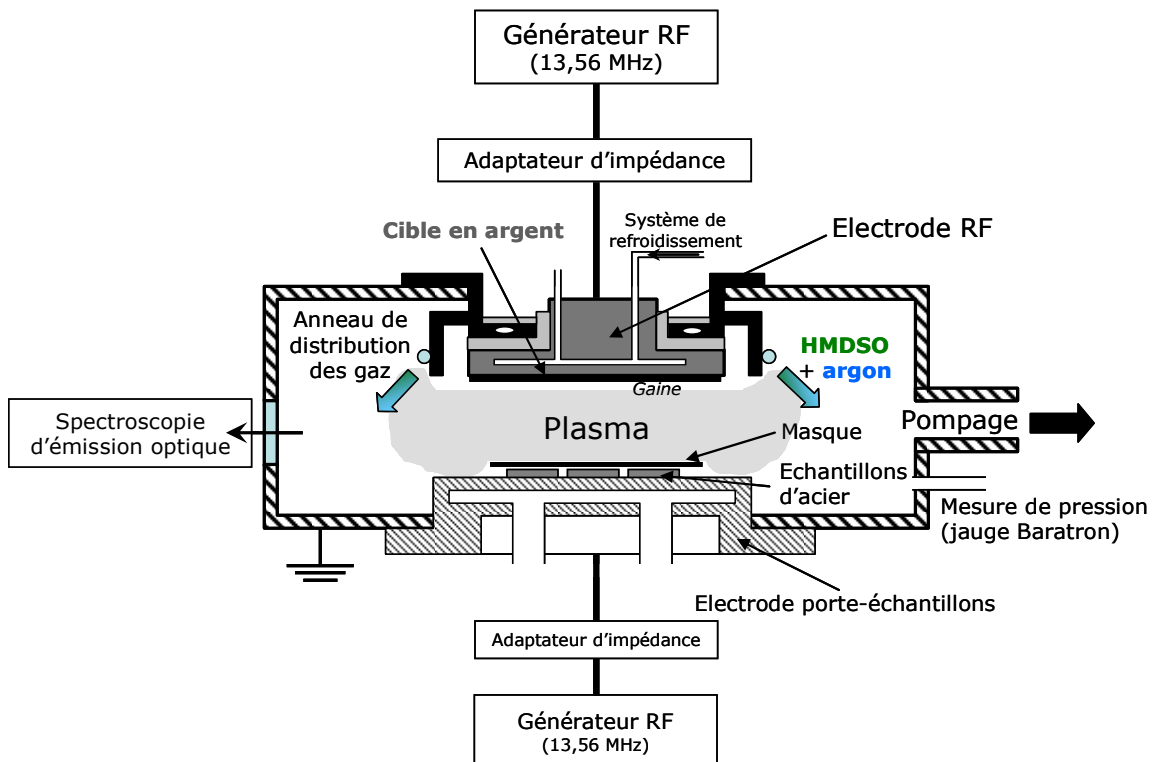 Générateur RF
(13,56 MHz)
Adaptateur d'impédance
Cible en argent
Système de
refroidissement
Electrode RF
Anneau de
distribution
des gaz
HMDSO
+ argon
Gaine
Spectroscopie
d'émission optique
Plasma
Masque
Pompage
Echantillons
d'acier
Mesure de pression
(jauge Baratron)
Electrode porte-échantillons
Adaptateur d'impédance
Générateur RF
(13,56 MHz)